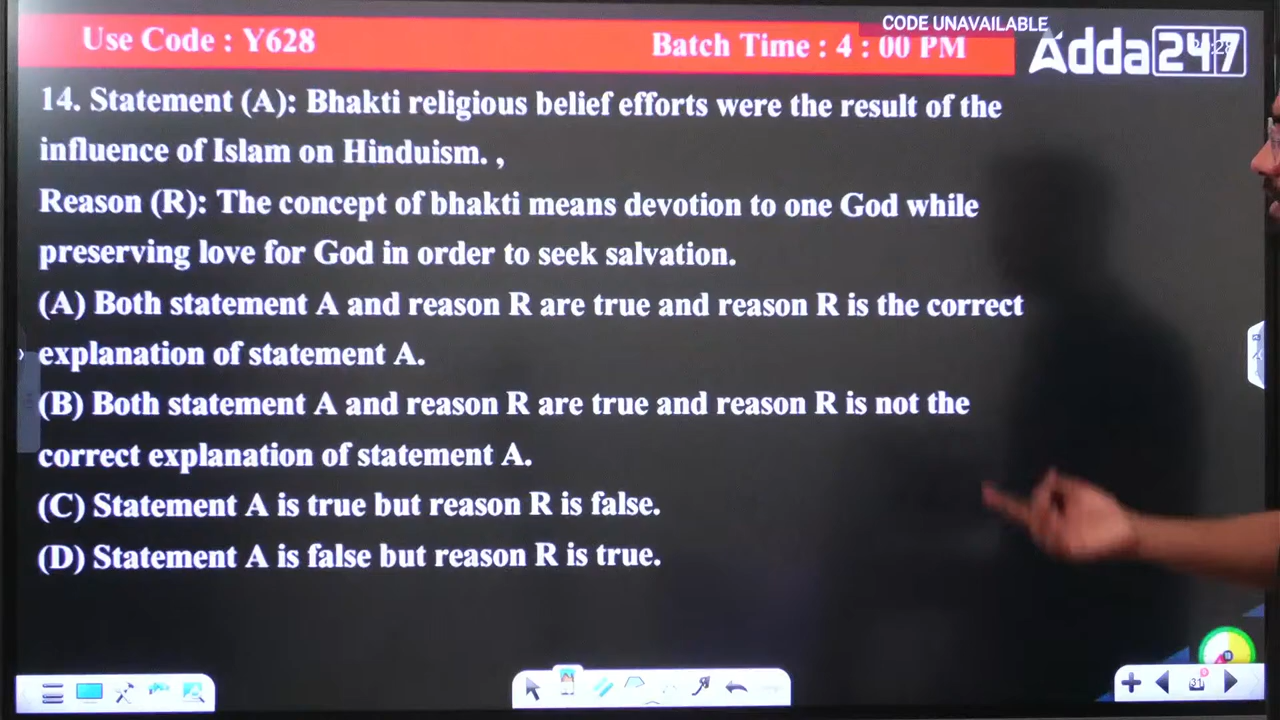 CODE UNAVAILABLE
Use Code : Y628
Batch Time : 4 : 00 PM
Adda 247
14. Statement (A): Bhakti religious belief efforts were the result of the
influence of Islam on Hinduism. ,
Reason (R): The concept of bhakti means devotion to one God while
preserving love for God in order to seek salvation.
(A) Both statement A and reason R are true and reason R is the correct
explanation of statement A.
(B) Both statement A and reason R are true and reason R is not the
correct explanation of statement A.
(C) Statement A is true but reason R is false.
(D) Statement A is false but reason R is true.
31